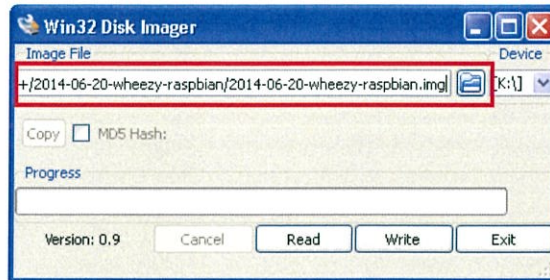 Win32 Disk Imager
Image File Device
+/2014-06-20-wheezy-raspbian/2014-06-20-wheezy-raspbian.img [K:\]
Copy MD5 Hash:
Progress
Version: 0.9 Cancel Read Write Exit